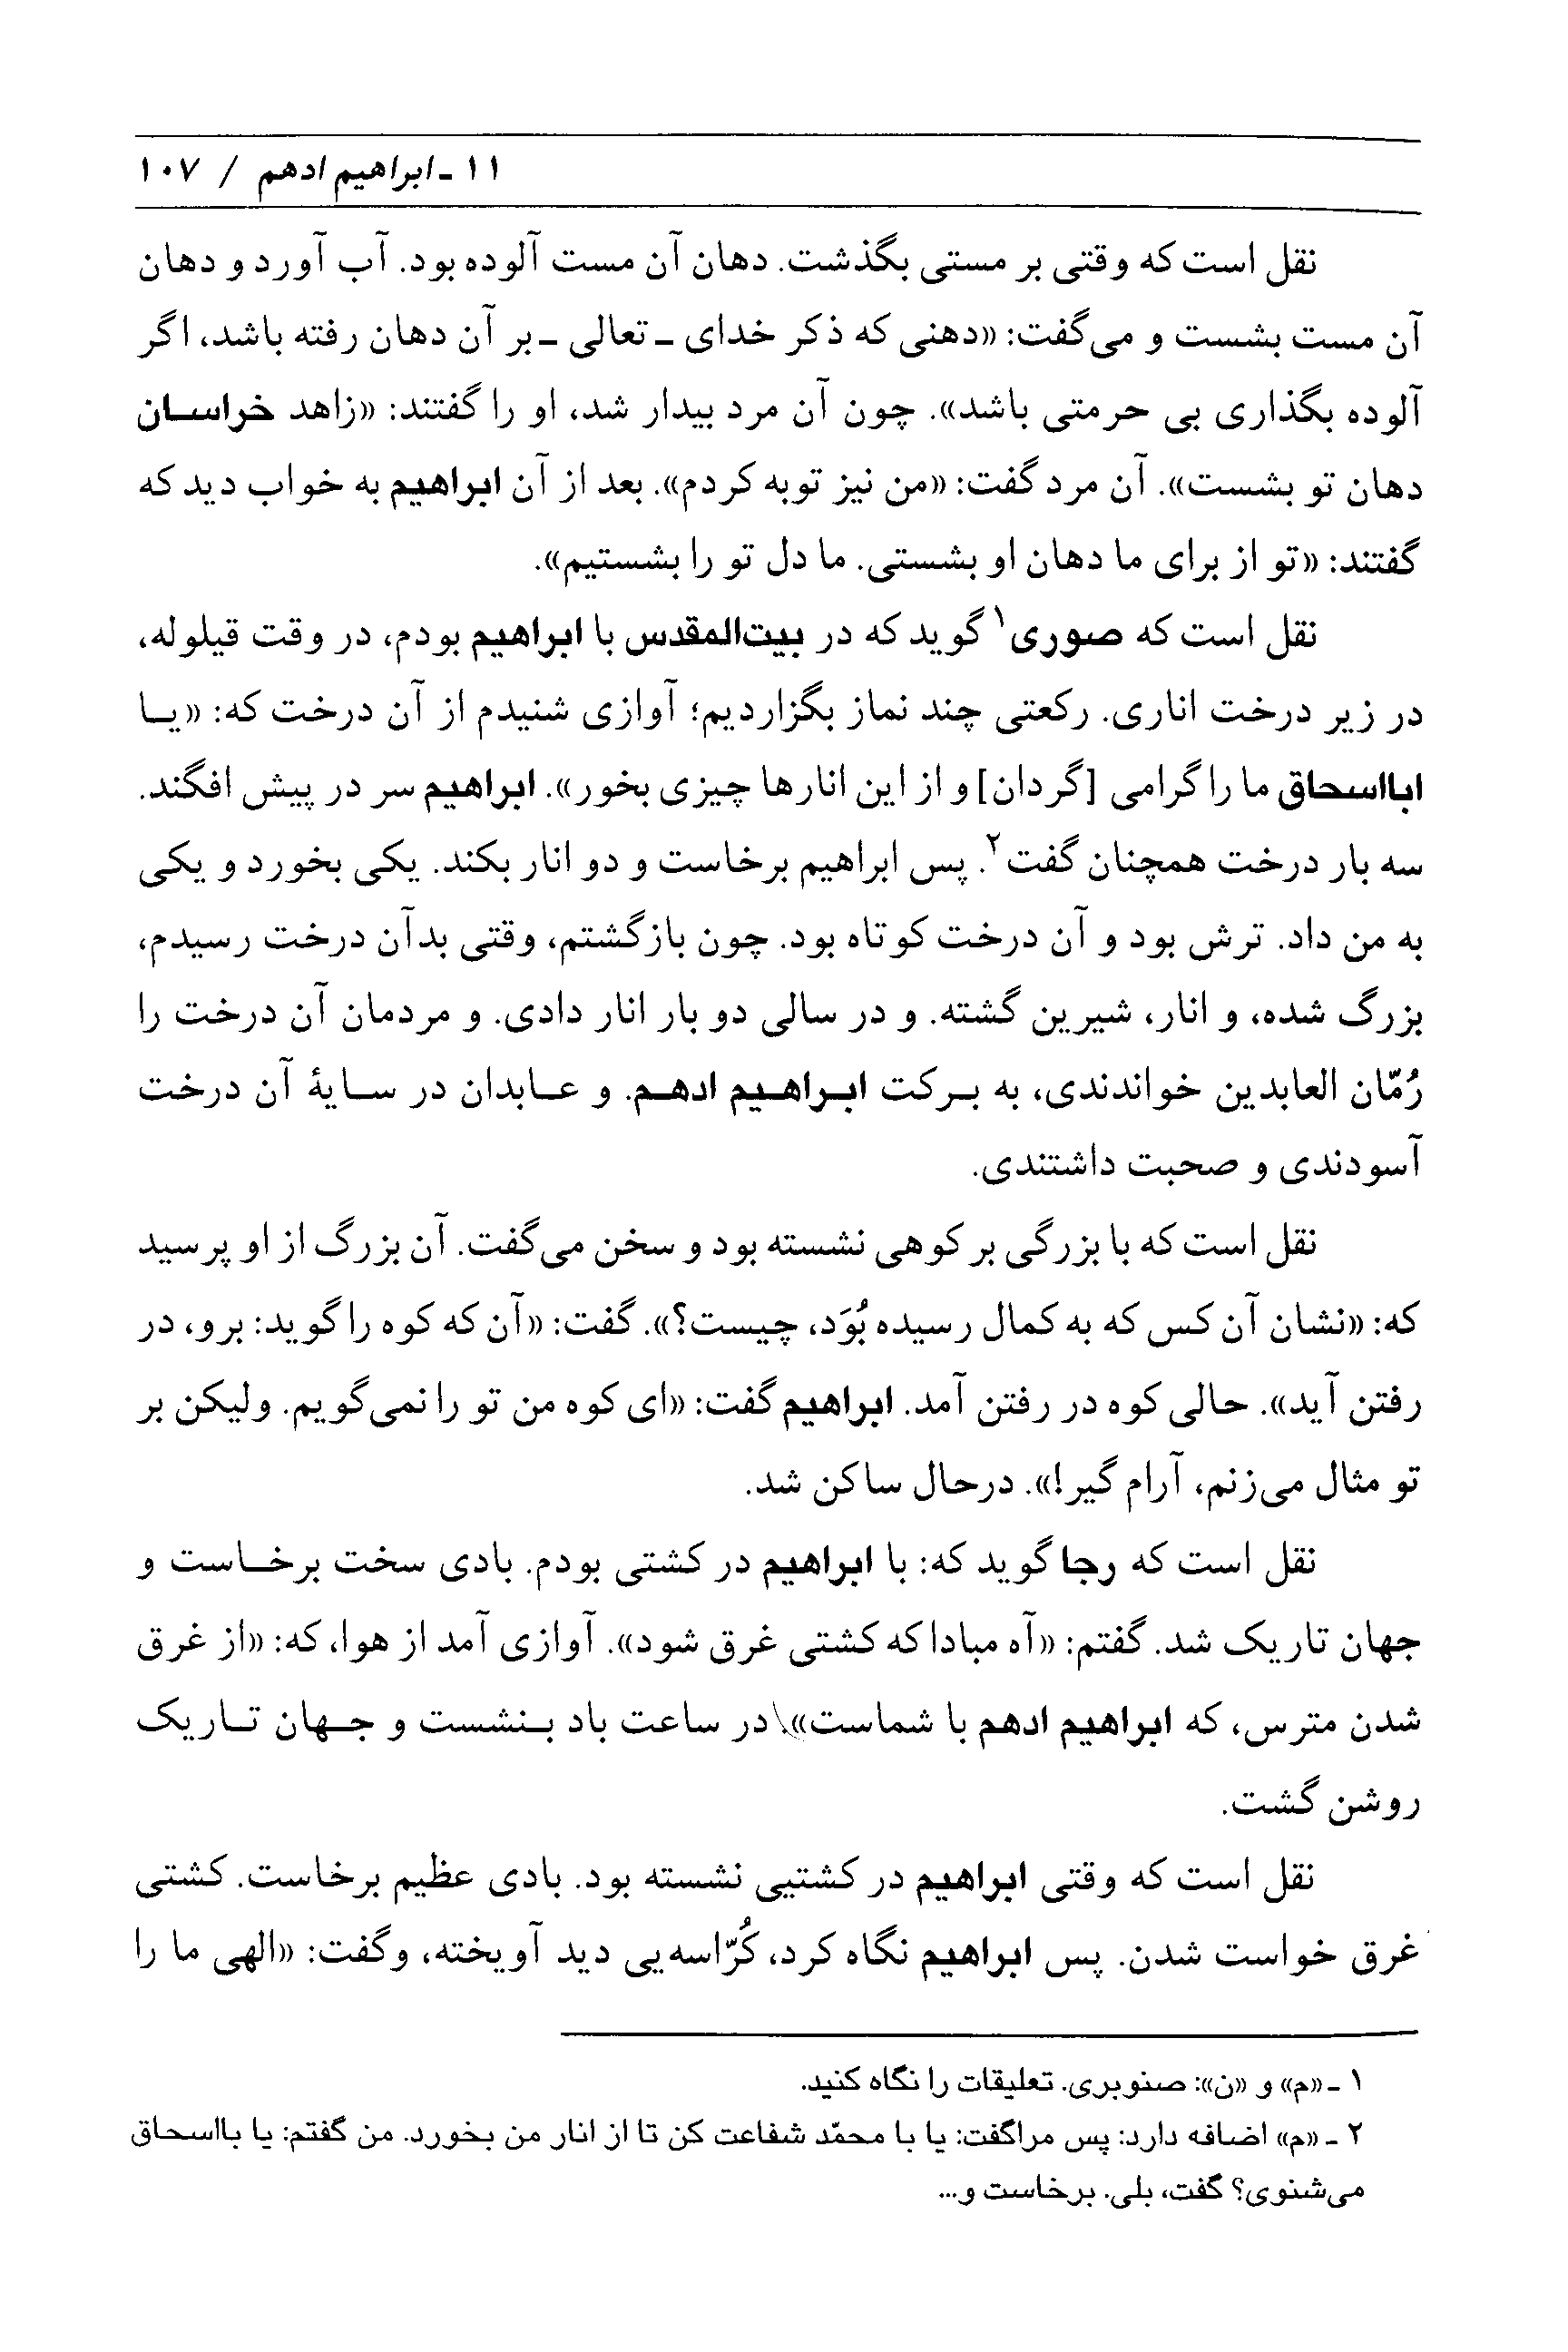 ۱۱ ـ ابراهیم ادهم / ۱۰۷
نقل است که وقتی بر مستی بگذشت. دهان آن مست آلوده بود. آب آورد و دهان
آن مست بشست و می‌گفت: «دهنی که ذکر خدای ـ تعالی ـ بر آن دهان رفته باشد، اگر
آلوده بگذاری بی حرمتی باشد». چون آن مرد بیدار شد، او را گفتند: «زاهد خراسان
دهان تو بشست». آن مرد گفت: «من نیز توبه کردم». بعد از آن ابراهیم به خواب دید که
گفتند: «تو از برای ما دهان او بشستی. ما دل تو را بشستیم».
نقل است که صوری۱ گوید که در بیت‌المقدس با ابراهیم بودم، در وقت قیلوله،
در زیر درخت اناری. رکعتی چند نماز بگزاردیم؛ آوازی شنیدم از آن درخت که: «یا
ابااسحاق ما را گرامی [گردان] و از این انارها چیزی بخور». ابراهیم سر در پیش افگند.
سه بار درخت همچنان گفت۲. پس ابراهیم برخاست و دو انار بکند. یکی بخورد و یکی
به من داد. ترش بود و آن درخت کوتاه بود. چون بازگشتم، وقتی بدآن درخت رسیدم،
بزرگ شده، و انار، شیرین گشته. و در سالی دو بار انار دادی. و مردمان آن درخت را
رُمّان العابدین خواندندی، به برکت ابراهیم ادهم. و عابدان در سایهٔ آن درخت
آسودندی و صحبت داشتندی.
نقل است که با بزرگی بر کوهی نشسته بود و سخن می‌گفت. آن بزرگ از او پرسید
که: «نشان آن کس که به کمال رسیده بُوَد، چیست؟». گفت: «آن که کوه را گوید: برو، در
رفتن آید». حالی کوه در رفتن آمد. ابراهیم گفت: «ای کوه من تو را نمی‌گویم. ولیکن بر
تو مثال می‌زنم، آرام گیر!». درحال ساکن شد.
نقل است که رجا گوید که: با ابراهیم در کشتی بودم. بادی سخت برخاست و
جهان تاریک شد. گفتم: «آه مبادا که کشتی غرق شود». آوازی آمد از هوا، که: «از غرق
شدن مترس، که ابراهیم ادهم با شماست». در ساعت باد بنشست و جهان تاریک
روشن گشت.
نقل است که وقتی ابراهیم در کشتیی نشسته بود. بادی عظیم برخاست. کشتی
غرق خواست شدن. پس ابراهیم نگاه کرد، کُرّاسه‌یی دید آویخته، وگفت: «الهی ما را
۱ ـ «م» و «ن»: صنوبری. تعلیقات را نگاه کنید.
۲ ـ «م» اضافه دارد: پس مراگفت: یا با محمّد شفاعت کن تا از انار من بخورد. من گفتم: یا بااسحاق
می‌شنوی؟ گفت، بلی. برخاست و...